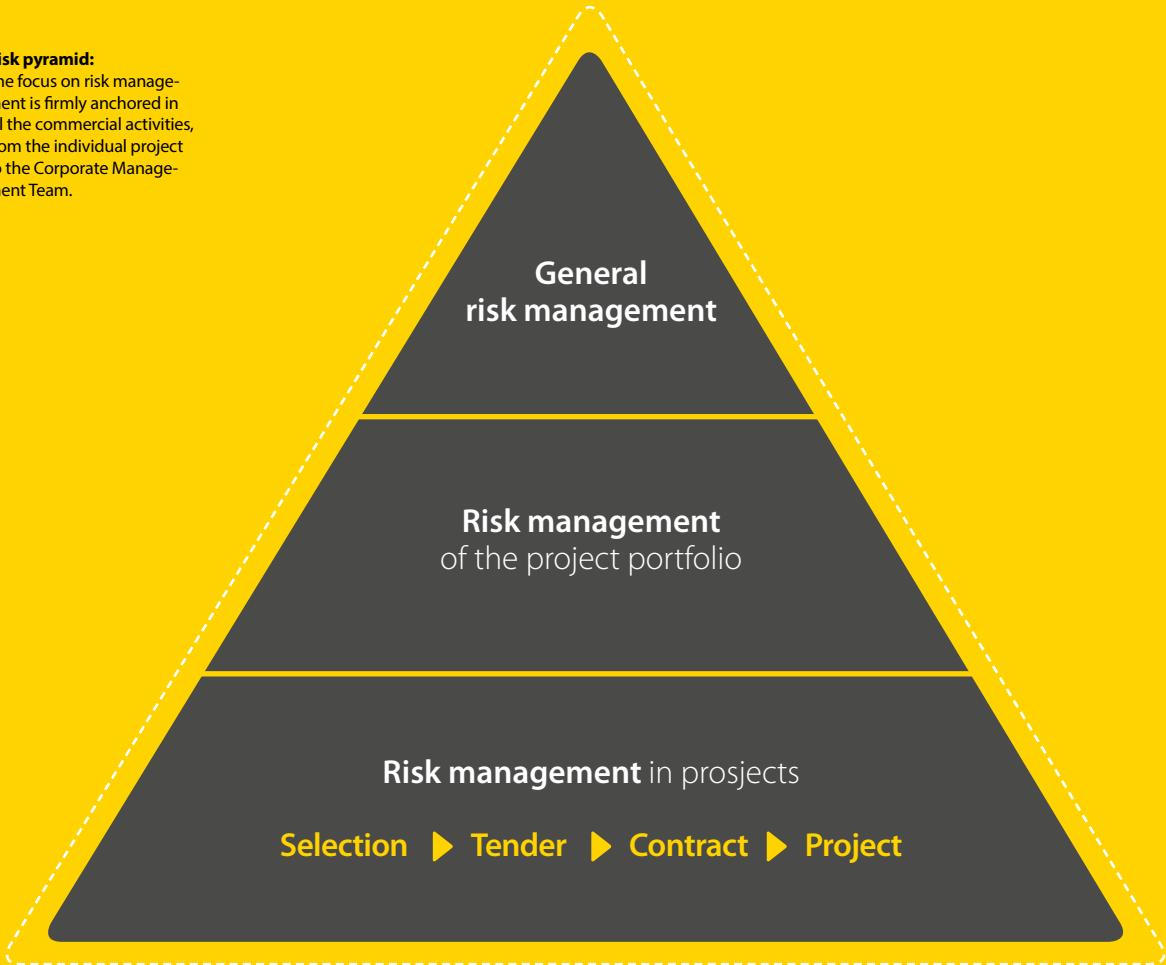 isk pyramid:
he focus on risk manage-
ent is firmly anchored in
l the commercial activities,
om the individual project
o the Corporate Manage-
ent Team.
General
risk management
Risk management
of the project portfolio
Risk management in prosjects
Selection ▶ Tender ▶ Contract ▶ Project